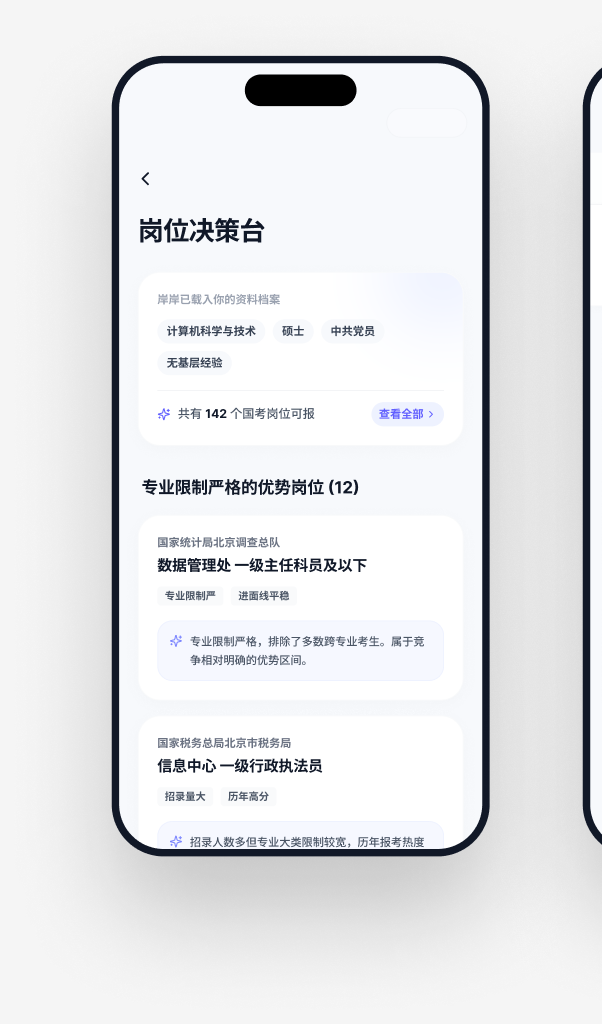 岗位决策台
岸岸已载入你的资料档案
计算机科学与技术 硕士 中共党员
无基层经验
共有 142 个国考岗位可报 查看全部
专业限制严格的优势岗位 (12)
国家统计局北京调查总队
数据管理处 一级主任科员及以下
专业限制严 进面线平稳
专业限制严格，排除了多数跨专业考生。属于竞
争相对明确的优势区间。
国家税务总局北京市税务局
信息中心 一级行政执法员
招录量大 历年高分
招录人数多但专业大类限制较宽，历年报考热度